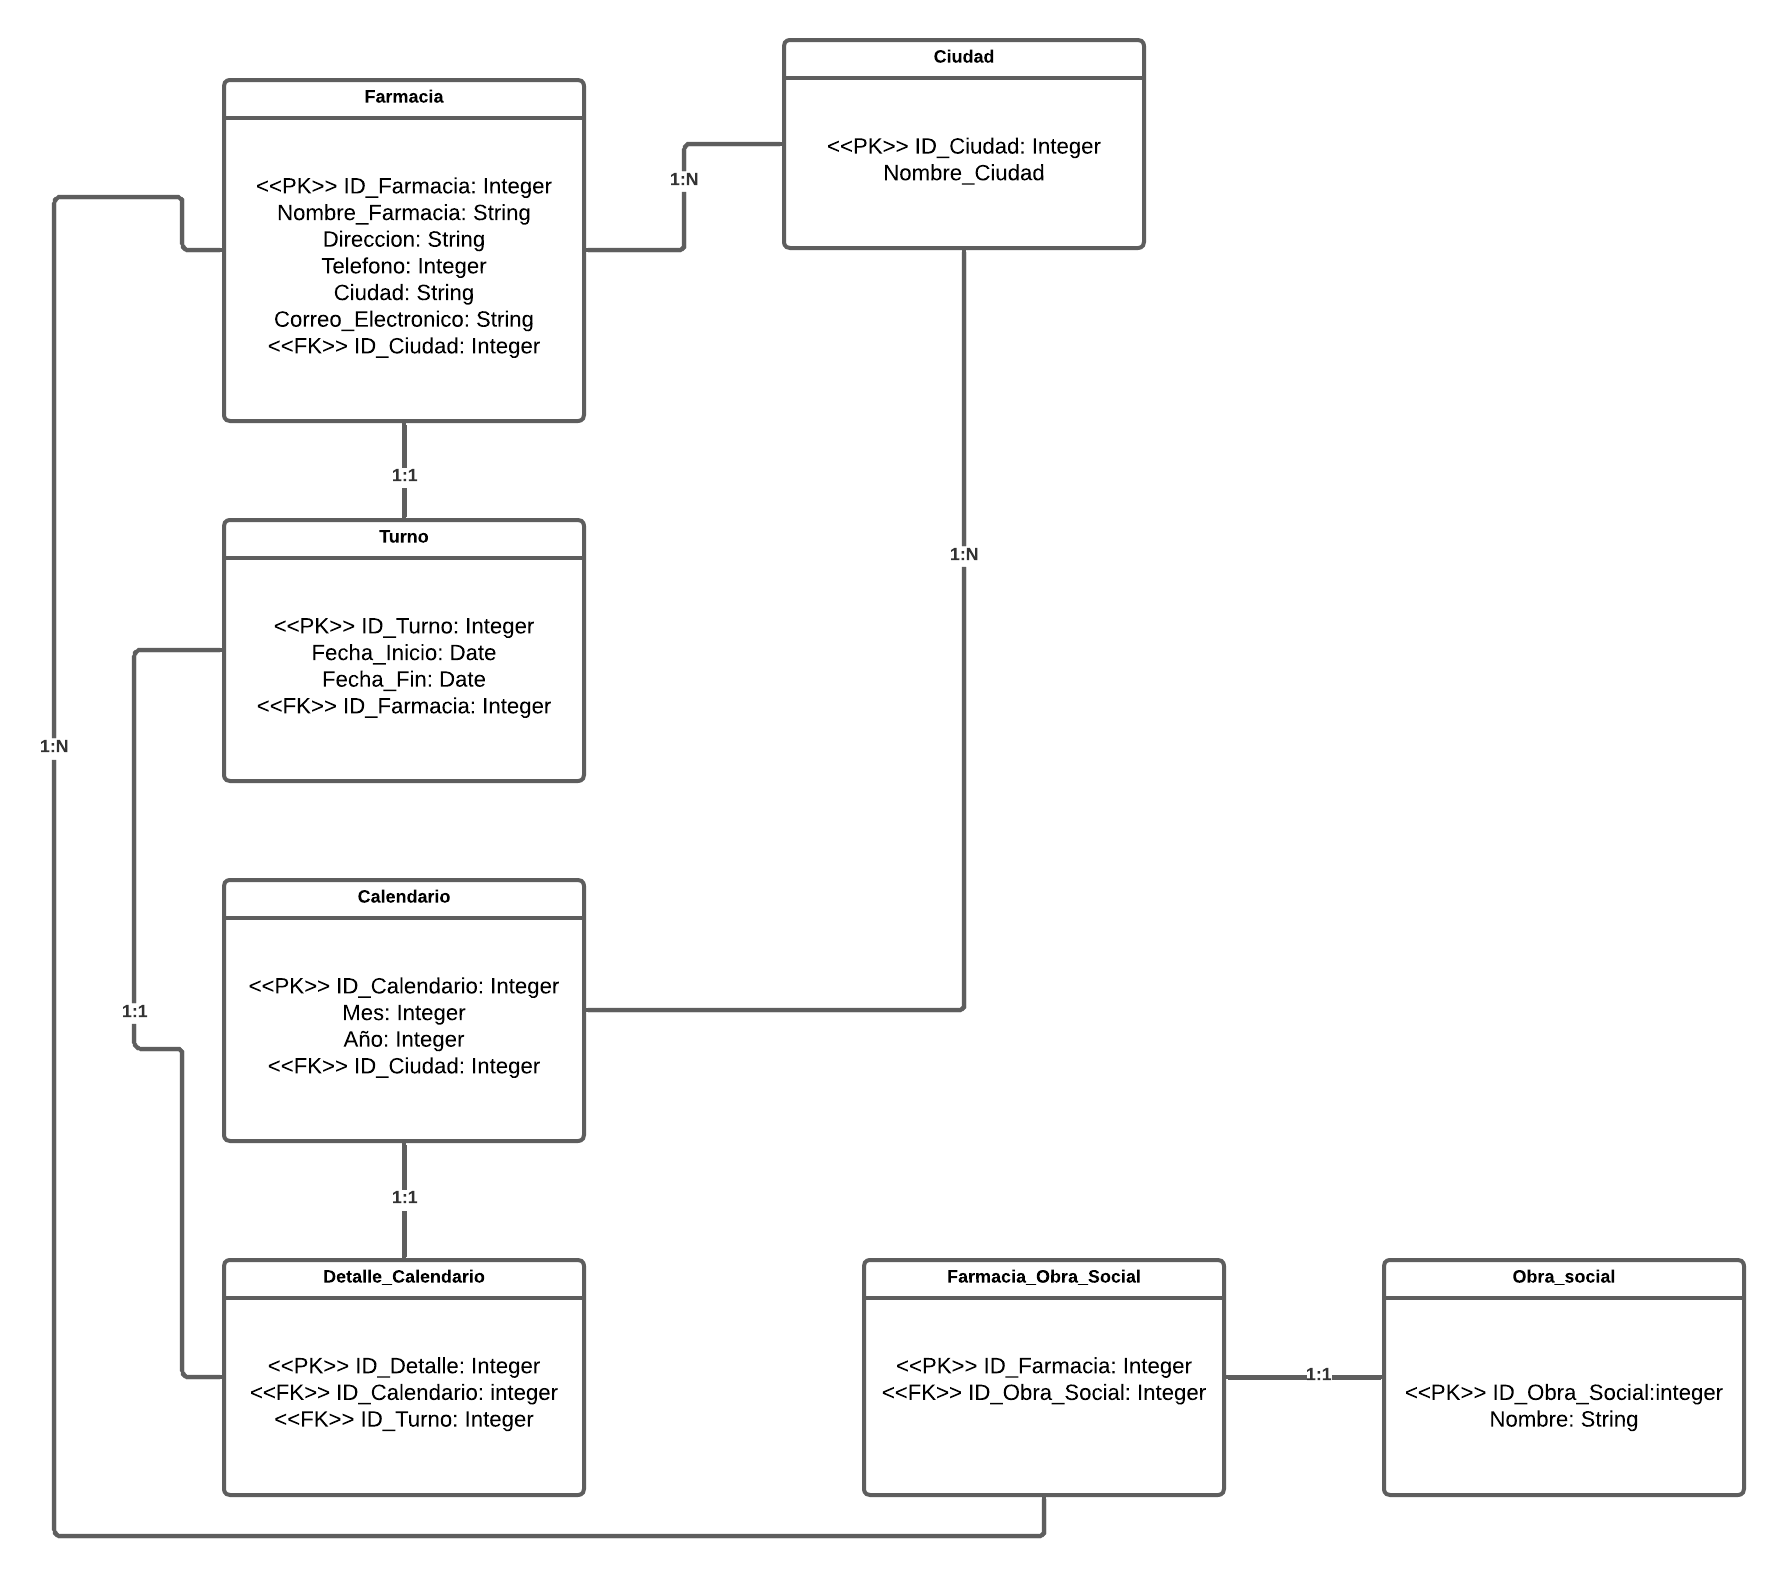 Ciudad
<<PK>> ID_Ciudad: Integer
Nombre_Ciudad
Farmacia
<<PK>> ID_Farmacia: Integer
Nombre_Farmacia: String
Direccion: String
Telefono: Integer
Ciudad: String
Correo_Electronico: String
<<FK>> ID_Ciudad: Integer
1:N
1:1
Turno
<<PK>> ID_Turno: Integer
Fecha_Inicio: Date
Fecha_Fin: Date
<<FK>> ID_Farmacia: Integer
1:N
1:N
Calendario
<<PK>> ID_Calendario: Integer
Mes: Integer
Año: Integer
<<FK>> ID_Ciudad: Integer
1:1
1:1
Detalle_Calendario
<<PK>> ID_Detalle: Integer
<<FK>> ID_Calendario: integer
<<FK>> ID_Turno: Integer
Farmacia_Obra_Social
<<PK>> ID_Farmacia: Integer
<<FK>> ID_Obra_Social: Integer
1:1
Obra_social
<<PK>> ID_Obra_Social:integer
Nombre: String